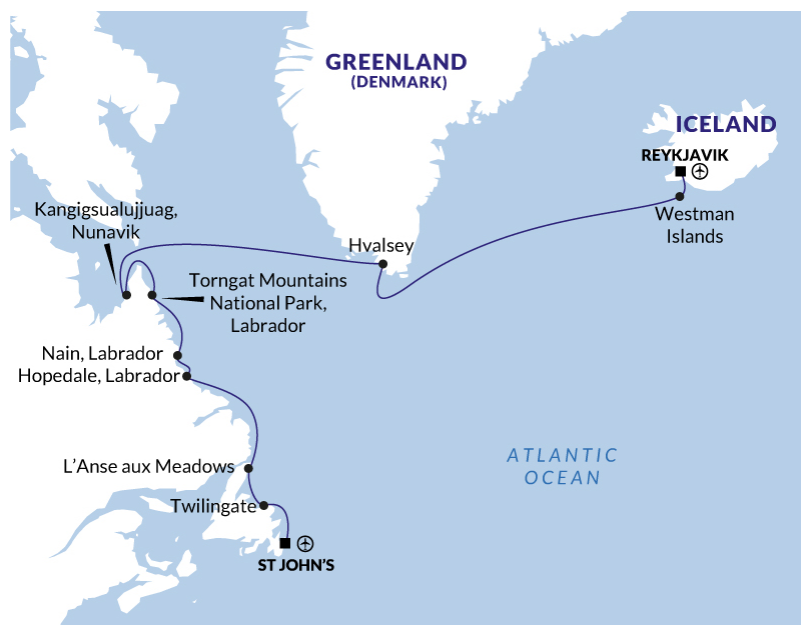 GREENLAND
(DENMARK)
ICELAND
REYKJAVIK
Westman
Islands
Kangigsualujjuag,
Nunavik
Hvalsey
Torngat Mountains
National Park,
Labrador
Nain, Labrador
Hopedale, Labrador
ATLANTIC
OCEAN
L'Anse aux Meadows
Twilingate
ST JOHN'S